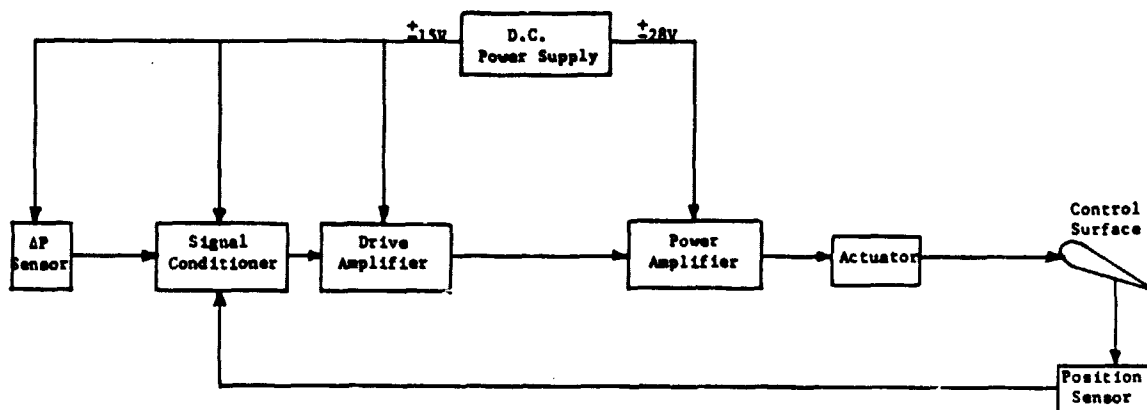 ±15V
D.C.
Power Supply
±28V
ΔP
Sensor
Signal
Conditioner
Drive
Amplifier
Power
Amplifier
Actuator
Control
Surface
Position
Sensor